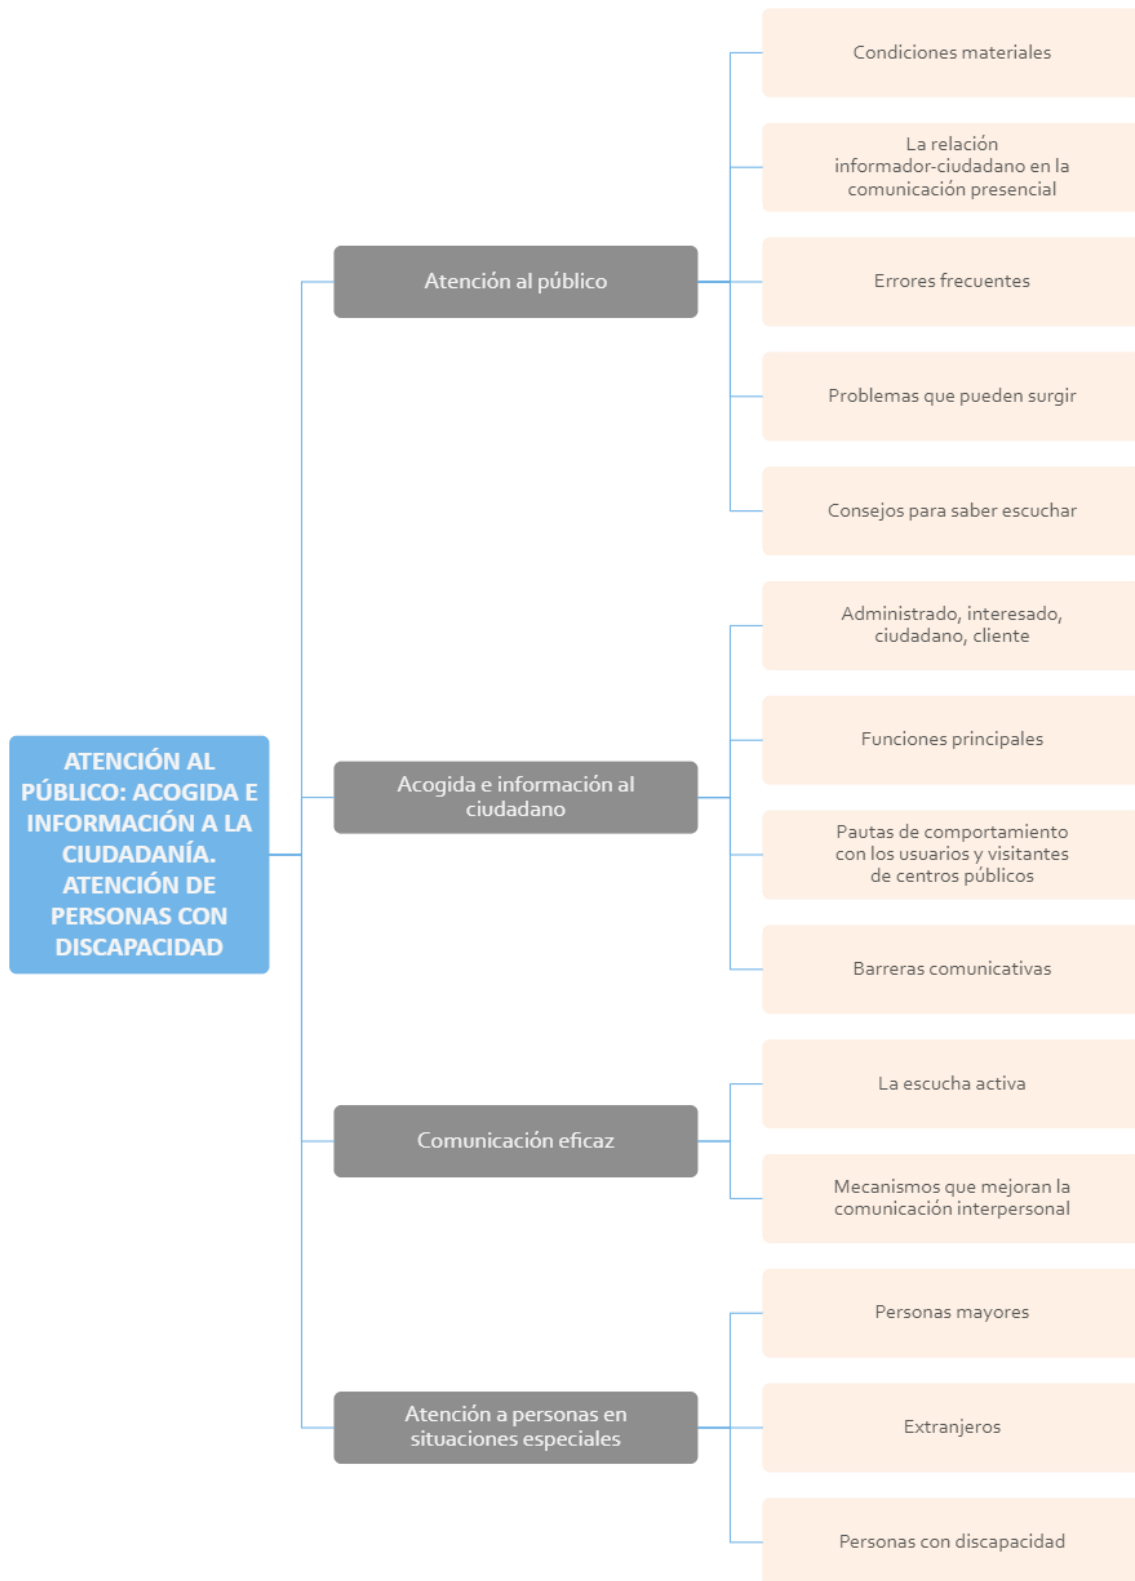 Condiciones materiales
La relación
informador-ciudadano en la
comunicación presencial
Atención al público
Errores frecuentes
Problemas que pueden surgir
Consejos para saber escuchar
Administrado, interesado,
ciudadano, cliente
Funciones principales
ATENCIÓN AL
PÚBLICO: ACOGIDA E
INFORMACIÓN A LA
CIUDADANÍA.
ATENCIÓN DE
PERSONAS CON
DISCAPACIDAD
Acogida e información al
ciudadano
Pautas de comportamiento
con los usuarios y visitantes
de centros públicos
Barreras comunicativas
La escucha activa
Comunicación eficaz
Mecanismos que mejoran la
comunicación interpersonal
Personas mayores
Atención a personas en
situaciones especiales
Extranjeros
Personas con discapacidad